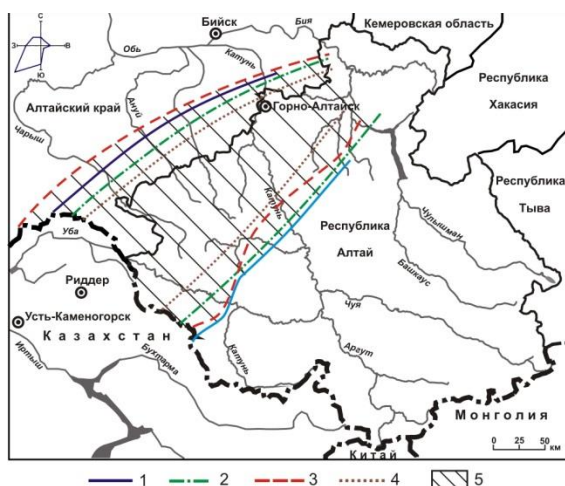 С
З
В
Ю
Бийск
Бия
Кемеровская область
Обь
Катунь
Республика
Хакасия
Алтайский край
Ануй
Горно-Алтайск
Чарыш
Республика
Тыва
Катунь
Уба
Республика
Алтай
Чулышман
Башкаус
Риддер
Усть-Каменогорск
Казахстан
Чуя
Иртыш
Бухтарма
Катунь
Аргут
Монголия
Китай
0 25 50
км
1 2 3 4 5